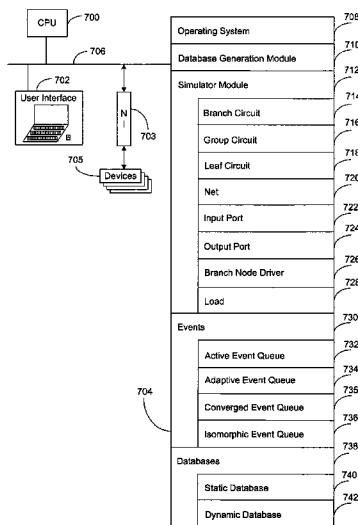 CPU
700
706
702
User Interface
N
I
703
705
Devices
704
Operating System
708
Database Generation Module
710
Simulator Module
712
Branch Circuit
714
Group Circuit
716
Leaf Circuit
718
Net
720
Input Port
722
Output Port
724
Branch Node Driver
726
Load
728
Events
730
Active Event Queue
732
Adaptive Event Queue
734
Converged Event Queue
735
Isomorphic Event Queue
736
Databases
738
Static Database
740
Dynamic Database
742